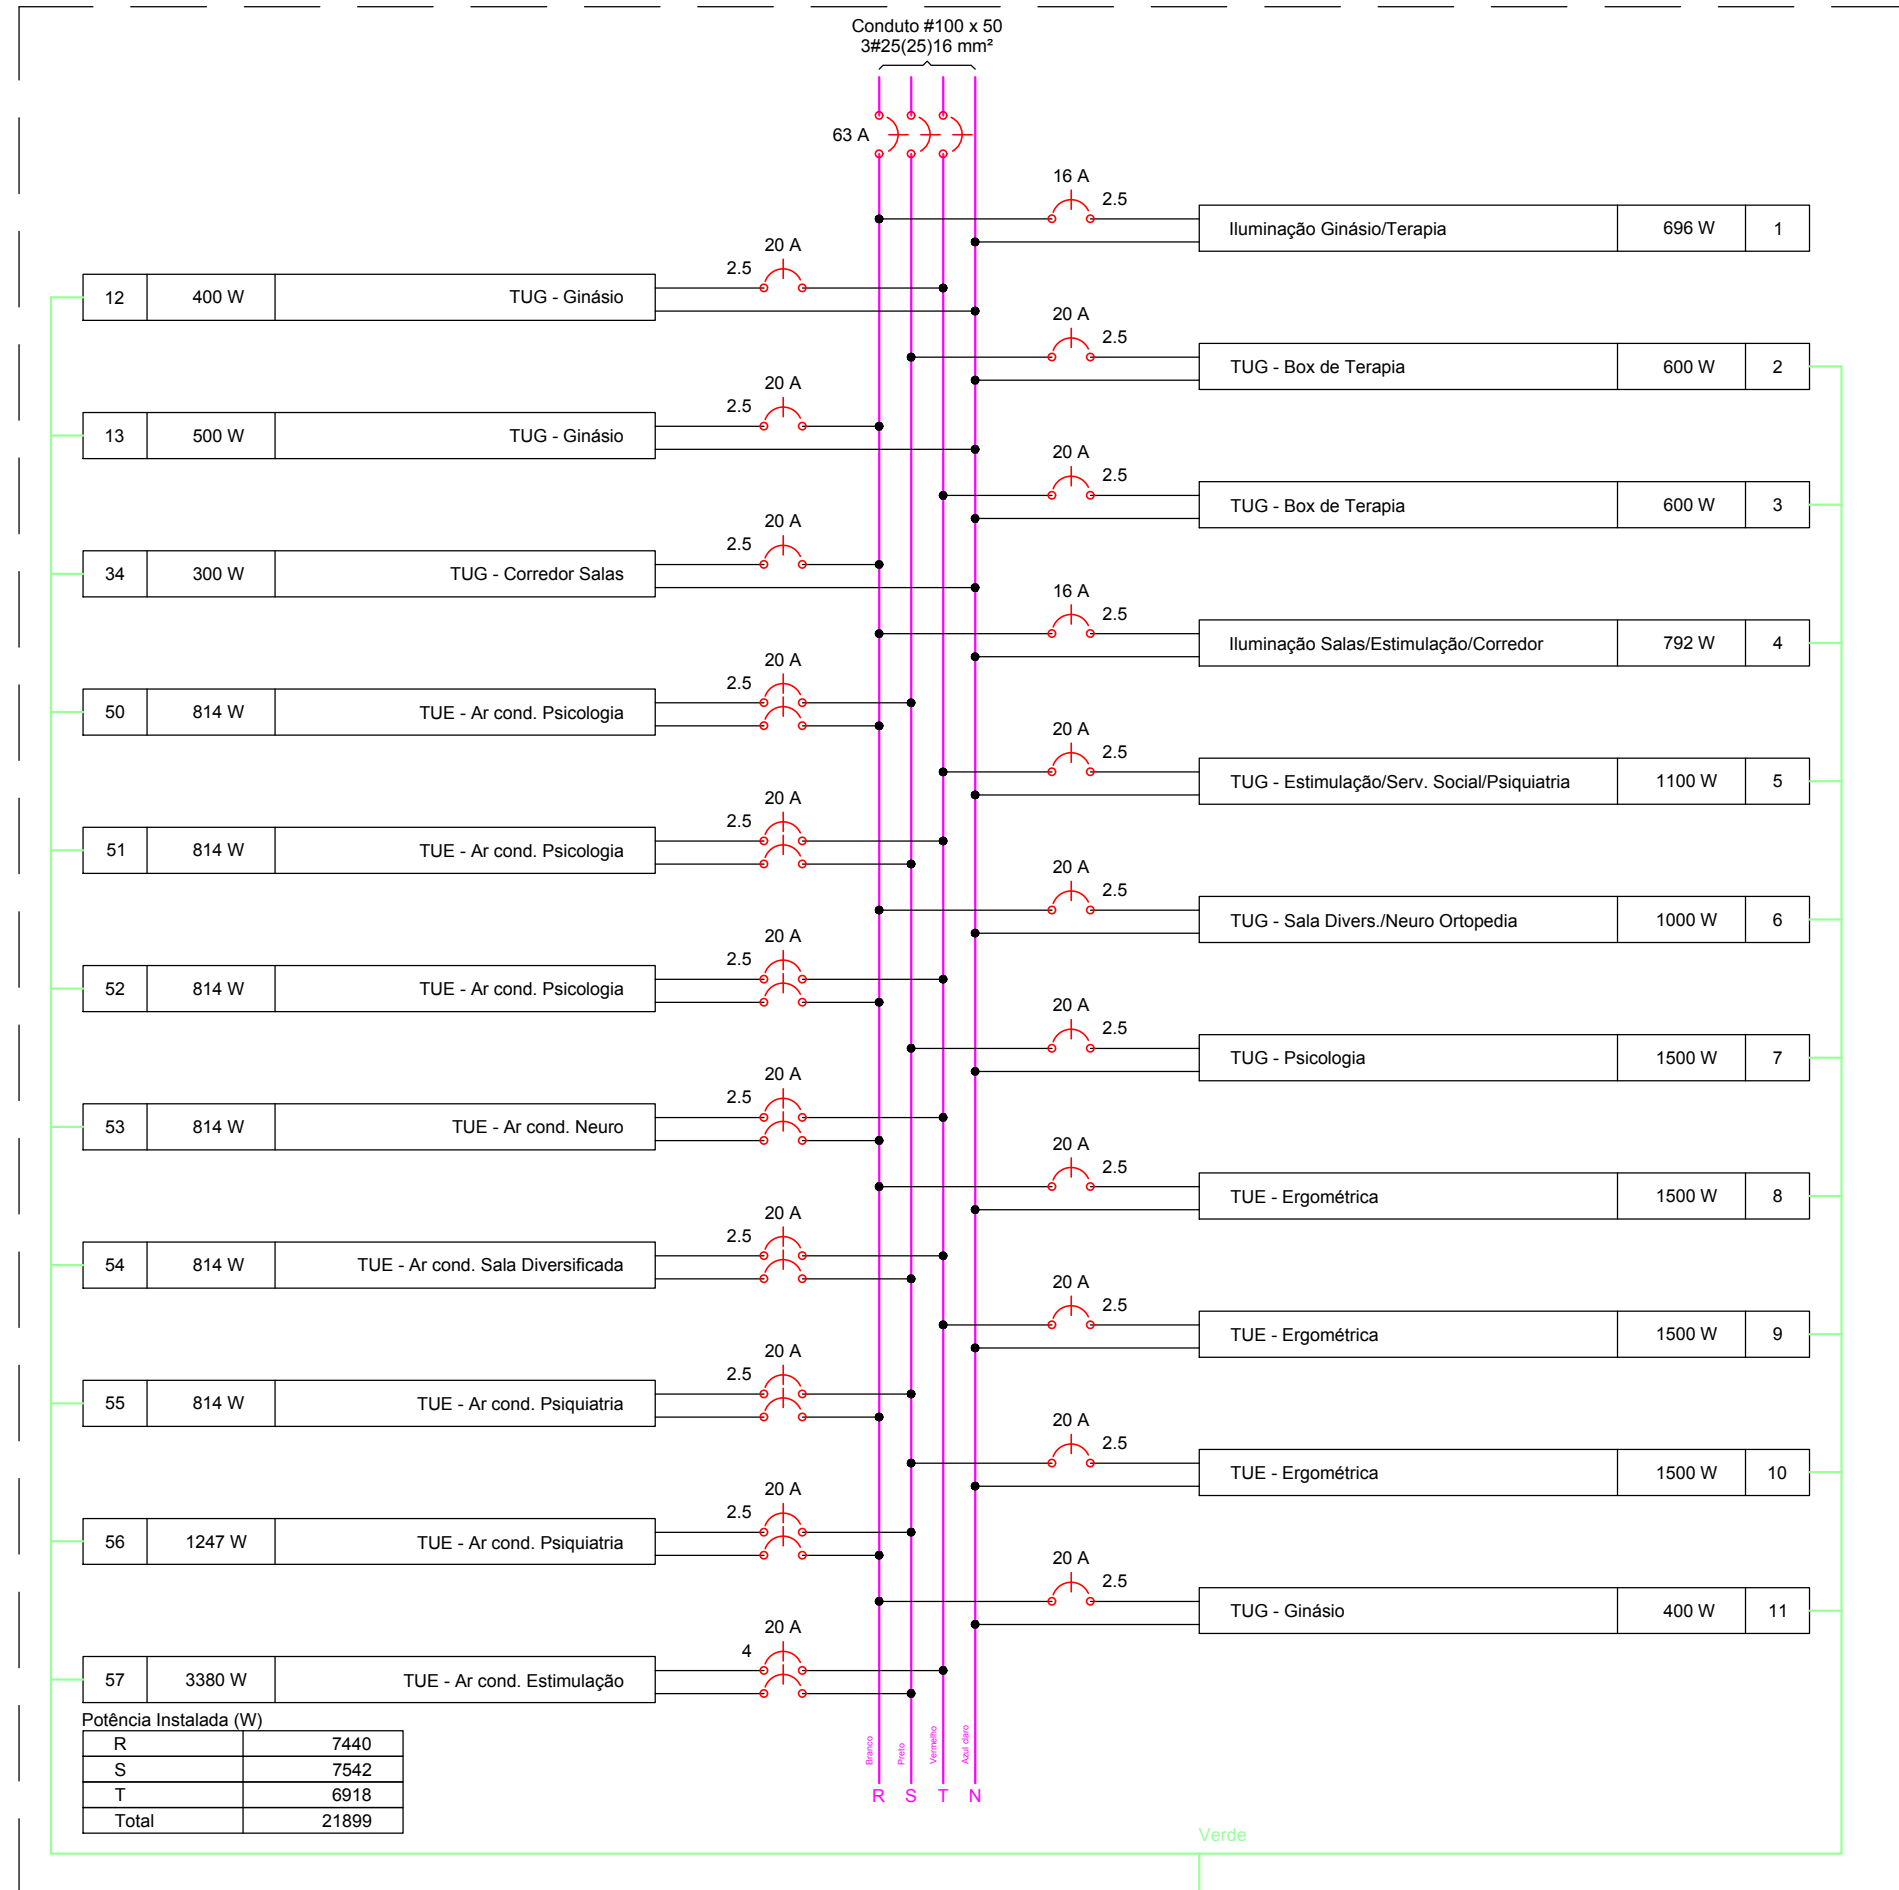 Conduto #100 x 50
3#25(25)16 mm²
63 A
16 A
2.5
Iluminação Ginásio/Terapia 696 W 1
20 A
2.5
12 400 W TUG - Ginásio
20 A
2.5
TUG - Box de Terapia 600 W 2
20 A
2.5
13 500 W TUG - Ginásio
20 A
2.5
TUG - Box de Terapia 600 W 3
20 A
2.5
34 300 W TUG - Corredor Salas
16 A
2.5
Iluminação Salas/Estimulação/Corredor 792 W 4
20 A
2.5
50 814 W TUE - Ar cond. Psicologia
20 A
2.5
TUG - Estimulação/Serv. Social/Psiquiatria 1100 W 5
20 A
2.5
51 814 W TUE - Ar cond. Psicologia
20 A
2.5
TUG - Sala Divers./Neuro Ortopedia 1000 W 6
20 A
2.5
52 814 W TUE - Ar cond. Psicologia
20 A
2.5
TUG - Psicologia 1500 W 7
20 A
2.5
53 814 W TUE - Ar cond. Neuro
20 A
2.5
TUE - Ergométrica 1500 W 8
20 A
2.5
54 814 W TUE - Ar cond. Sala Diversificada
20 A
2.5
TUE - Ergométrica 1500 W 9
20 A
2.5
55 814 W TUE - Ar cond. Psiquiatria
20 A
2.5
TUE - Ergométrica 1500 W 10
20 A
2.5
56 1247 W TUE - Ar cond. Psiquiatria
20 A
2.5
TUG - Ginásio 400 W 11
20 A
4
57 3380 W TUE - Ar cond. Estimulação
Potência Instalada (W)
R 7440
S 7542
T 6918
Total 21899
Branco
Preto
Vermelho
Azul claro
R S T N
Verde